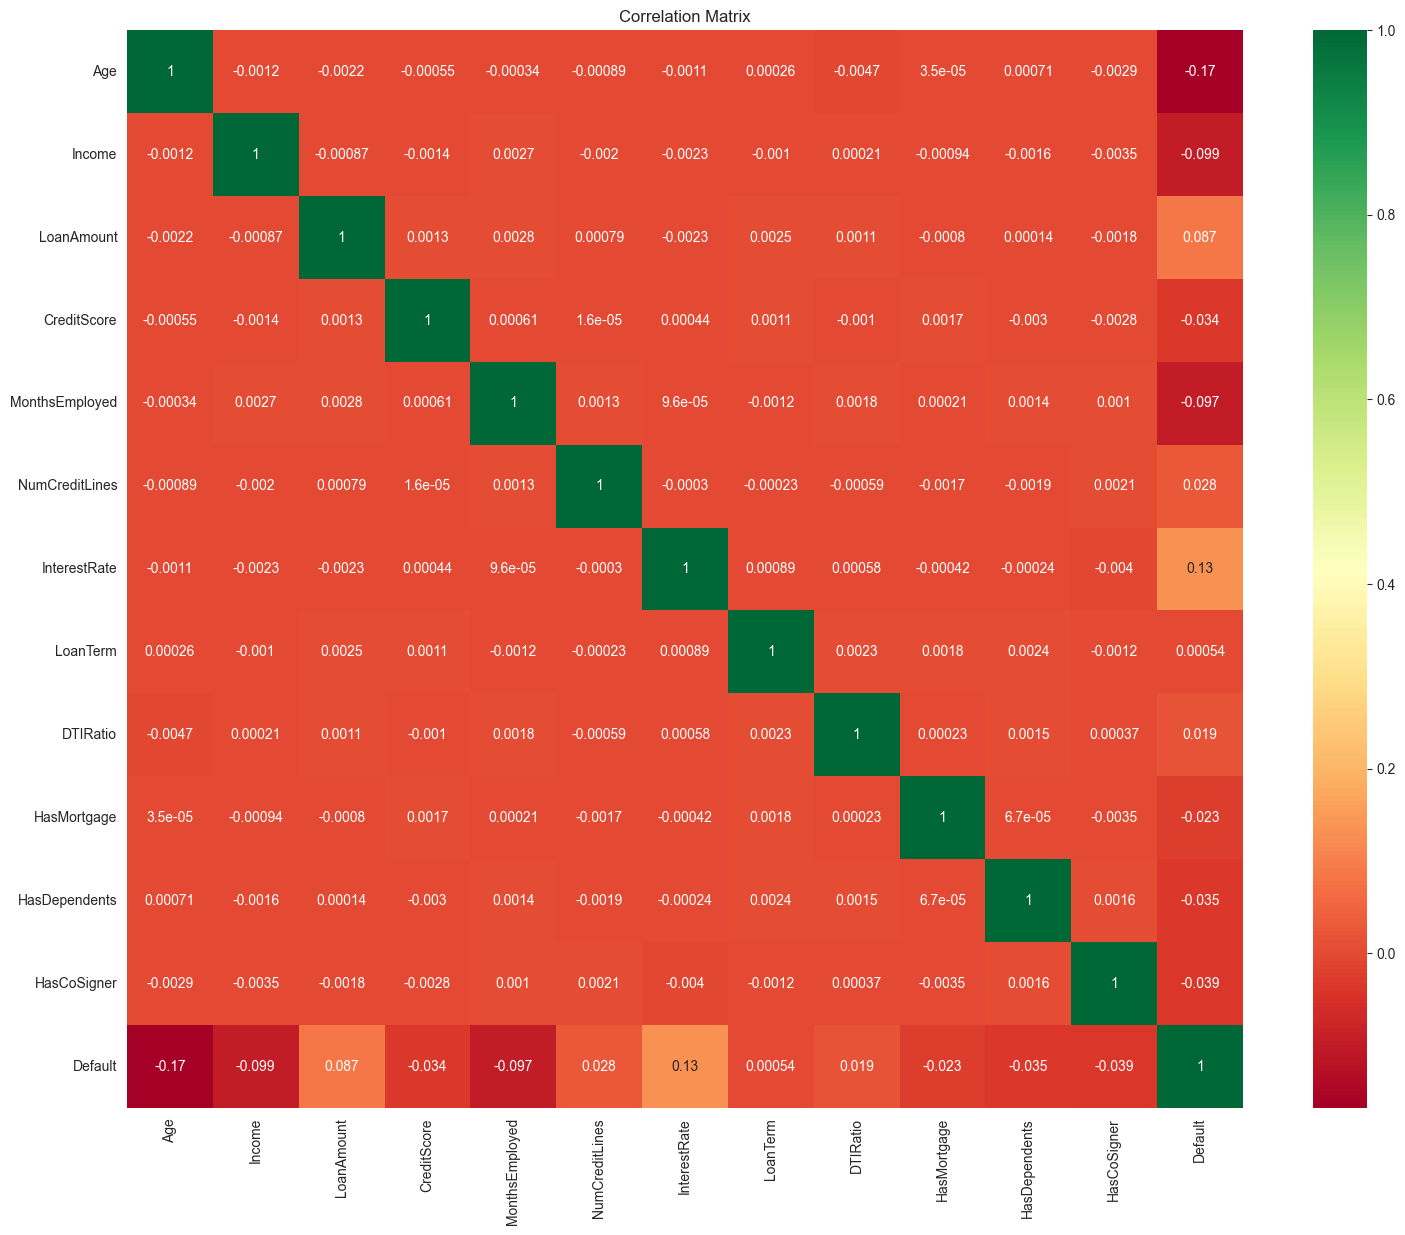 Correlation Matrix
Age 1 -0.0012 -0.0022 -0.00055 -0.00034 -0.00089 -0.0011 0.00026 -0.0047 3.5e-05 0.00071 -0.0029 -0.17
Income -0.0012 1 -0.00087 -0.0014 0.0027 -0.002 -0.0023 -0.001 0.00021 -0.00094 -0.0016 -0.0035 -0.099
LoanAmount -0.0022 -0.00087 1 0.0013 0.0028 0.00079 -0.0023 0.0025 0.0011 -0.0008 0.00014 -0.0018 0.087
CreditScore -0.00055 -0.0014 0.0013 1 0.00061 1.6e-05 0.00044 0.0011 -0.001 0.0017 -0.003 -0.0028 -0.034
MonthsEmployed -0.00034 0.0027 0.0028 0.00061 1 0.0013 9.6e-05 -0.0012 0.0018 0.00021 0.0014 0.001 -0.097
NumCreditLines -0.00089 -0.002 0.00079 1.6e-05 0.0013 1 -0.0003 -0.00023 -0.00059 -0.0017 -0.0019 0.0021 0.028
InterestRate -0.0011 -0.0023 -0.0023 0.00044 9.6e-05 -0.0003 1 0.00089 0.00058 -0.00042 -0.00024 -0.004 0.13
LoanTerm 0.00026 -0.001 0.0025 0.0011 -0.0012 -0.00023 0.00089 1 0.0023 0.0018 0.0024 -0.0012 0.00054
DTIRatio -0.0047 0.00021 0.0011 -0.001 0.0018 -0.00059 0.00058 0.0023 1 0.00023 0.0015 0.00037 0.019
HasMortgage 3.5e-05 -0.00094 -0.0008 0.0017 0.00021 -0.0017 -0.00042 0.0018 0.00023 1 6.7e-05 -0.0035 -0.023
HasDependents 0.00071 -0.0016 0.00014 -0.003 0.0014 -0.0019 -0.00024 0.0024 0.0015 6.7e-05 1 0.0016 -0.035
HasCoSigner -0.0029 -0.0035 -0.0018 -0.0028 0.001 0.0021 -0.004 -0.0012 0.00037 -0.0035 0.0016 1 -0.039
Default -0.17 -0.099 0.087 -0.034 -0.097 0.028 0.13 0.00054 0.019 -0.023 -0.035 -0.039 1
Age
Income
LoanAmount
CreditScore
MonthsEmployed
NumCreditLines
InterestRate
LoanTerm
DTIRatio
HasMortgage
HasDependents
HasCoSigner
Default
1.0
0.8
0.6
0.4
0.2
0.0